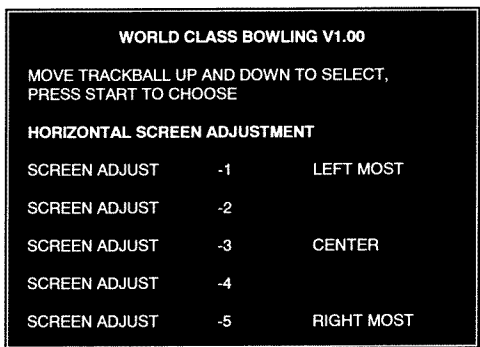 WORLD CLASS BOWLING V1.00
MOVE TRACKBALL UP AND DOWN TO SELECT,
PRESS START TO CHOOSE
HORIZONTAL SCREEN ADJUSTMENT
SCREEN ADJUST -1 LEFT MOST
SCREEN ADJUST -2
SCREEN ADJUST -3 CENTER
SCREEN ADJUST -4
SCREEN ADJUST -5 RIGHT MOST